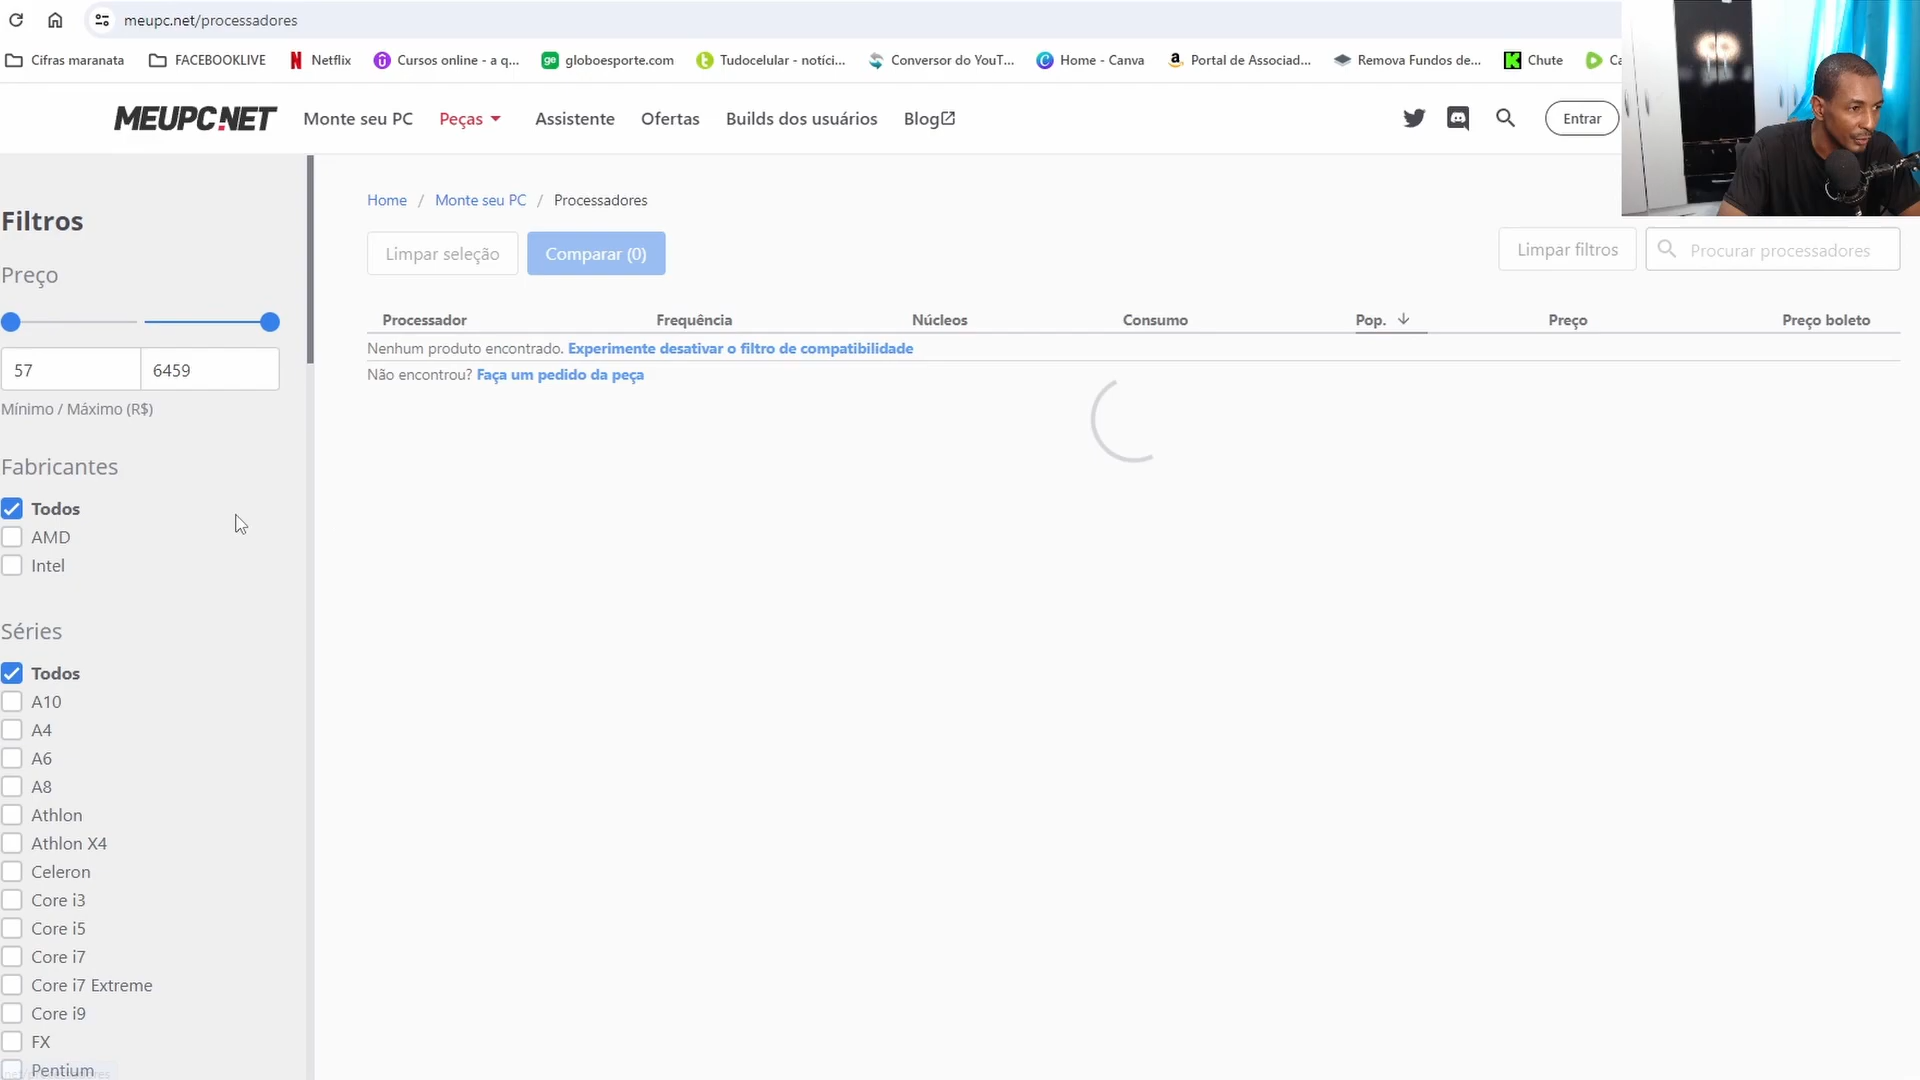 meupc.net/processadores
Cifras maranata FACEBOOKLIVE Netflix Cursos online - a q... globoesporte.com Tudocelular - notíci... Conversor do YouT... Home - Canva Portal de Associad... Remova Fundos de... Chute Ca
MEUPC.NET Monte seu PC Peças Assistente Ofertas Builds dos usuários Blog Entrar
Home / Monte seu PC / Processadores
Filtros
Limpar seleção Comparar (0) Limpar filtros Procurar processadores
Preço
Processador Frequência Núcleos Consumo Pop. Preço Preço boleto
Nenhum produto encontrado. Experimente desativar o filtro de compatibilidade
57 6459
Não encontrou? Faça um pedido da peça
Mínimo / Máximo (R$)
Fabricantes
Todos
AMD
Intel
Séries
Todos
A10
A4
A6
A8
Athlon
Athlon X4
Celeron
Core i3
Core i5
Core i7
Core i7 Extreme
Core i9
FX
Pentium